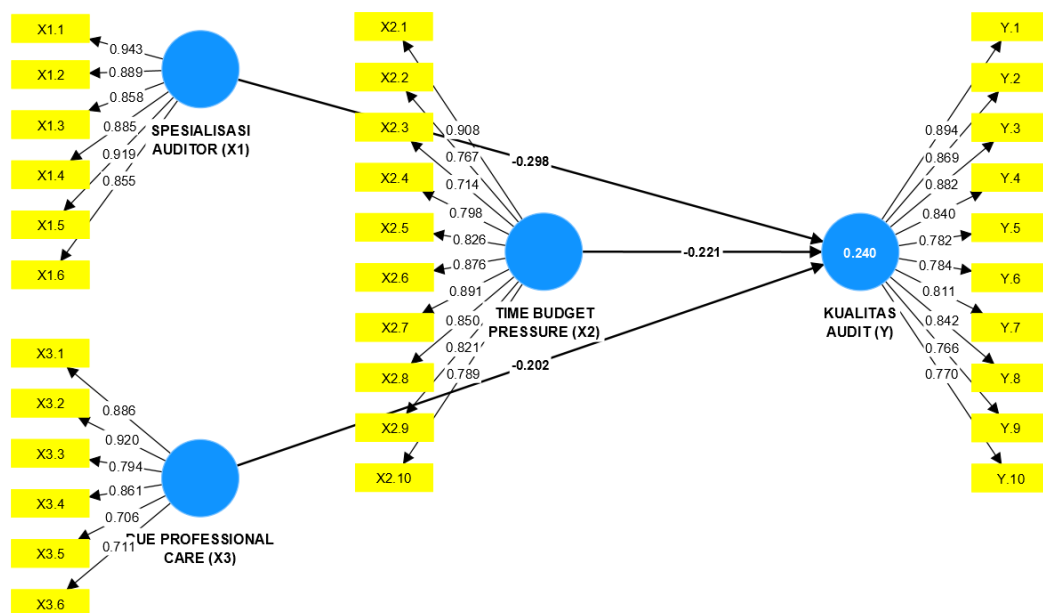 X1.1
X1.2
X1.3
X1.4
X1.5
X1.6
0.943
0.889
0.858
0.885
0.919
0.855
SPESIALISASI
AUDITOR (X1)
X3.1
X3.2
X3.3
X3.4
X3.5
X3.6
0.886
0.920
0.794
0.861
0.706
0.711
DUE PROFESSIONAL
CARE (X3)
X2.1
X2.2
X2.3
X2.4
X2.5
X2.6
X2.7
X2.8
X2.9
X2.10
0.908
0.767
0.714
0.798
0.826
0.876
0.891
0.850
0.821
0.789
TIME BUDGET
PRESSURE (X2)
-0.298
-0.221
-0.202
0.240
KUALITAS
AUDIT (Y)
0.894
0.869
0.882
0.840
0.782
0.784
0.811
0.842
0.766
0.770
Y.1
Y.2
Y.3
Y.4
Y.5
Y.6
Y.7
Y.8
Y.9
Y.10